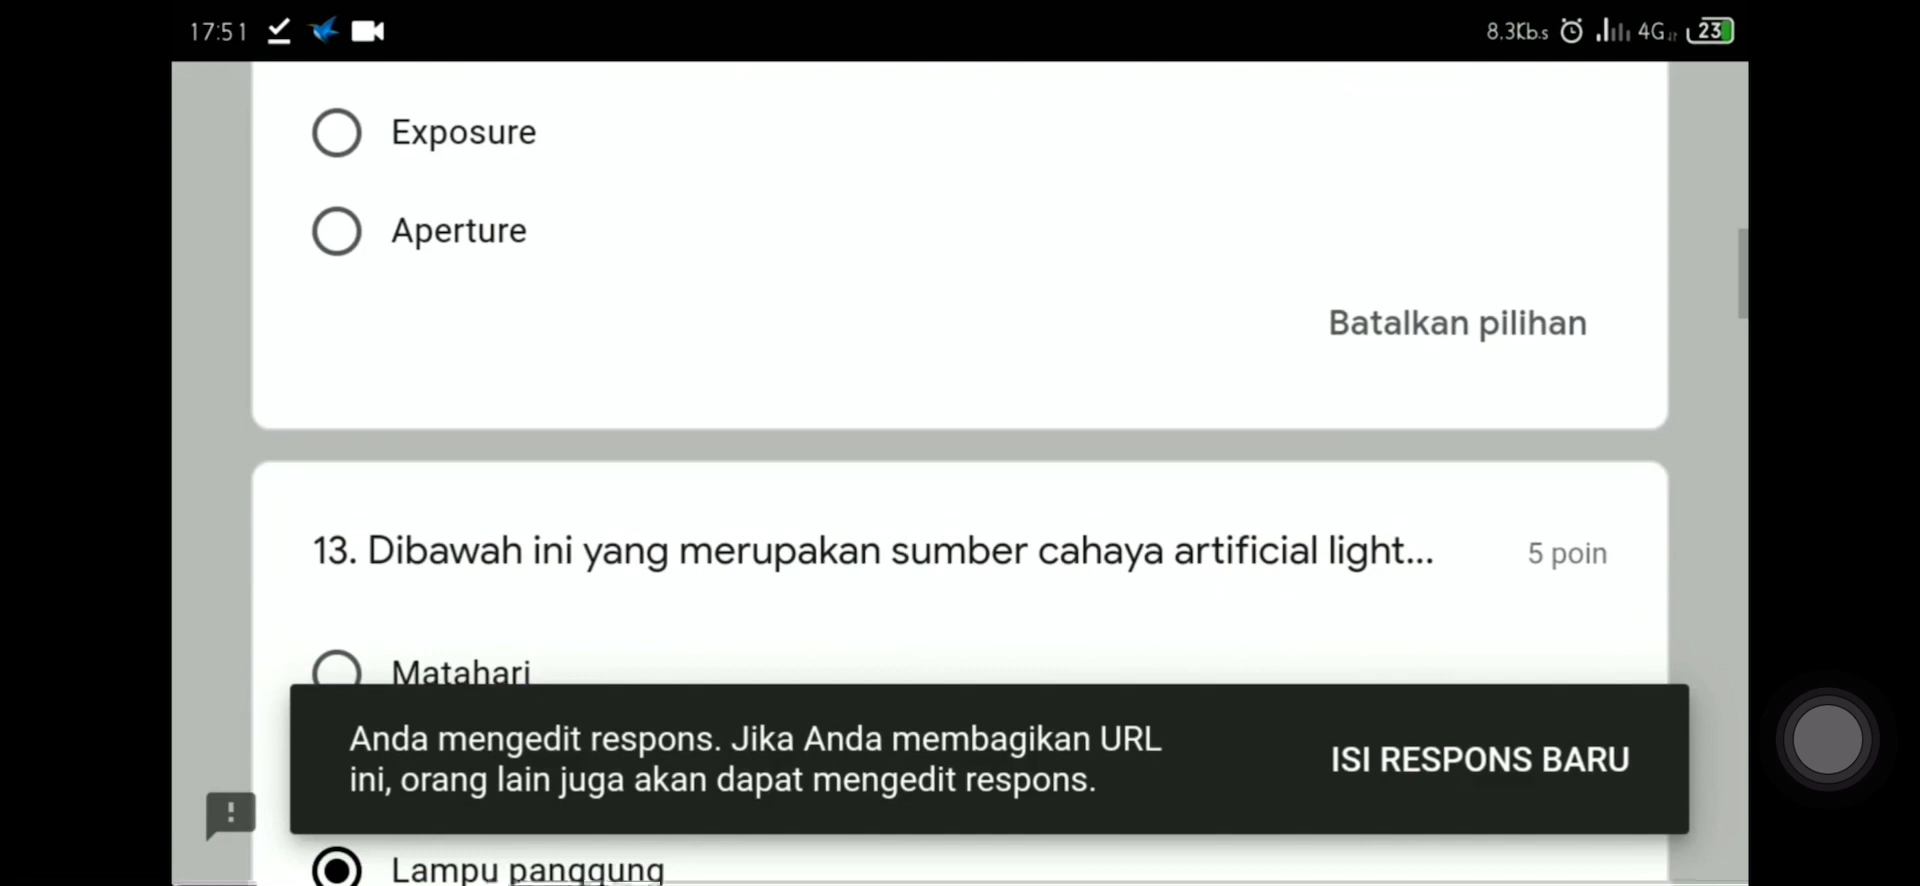 17:51 8.3Kb.s 4G 23
Exposure
Aperture
Batalkan pilihan
13. Dibawah ini yang merupakan sumber cahaya artificial light... 5 poin
Matahari
Anda mengedit respons. Jika Anda membagikan URL
ini, orang lain juga akan dapat mengedit respons.
ISI RESPONS BARU
Lampu panggung